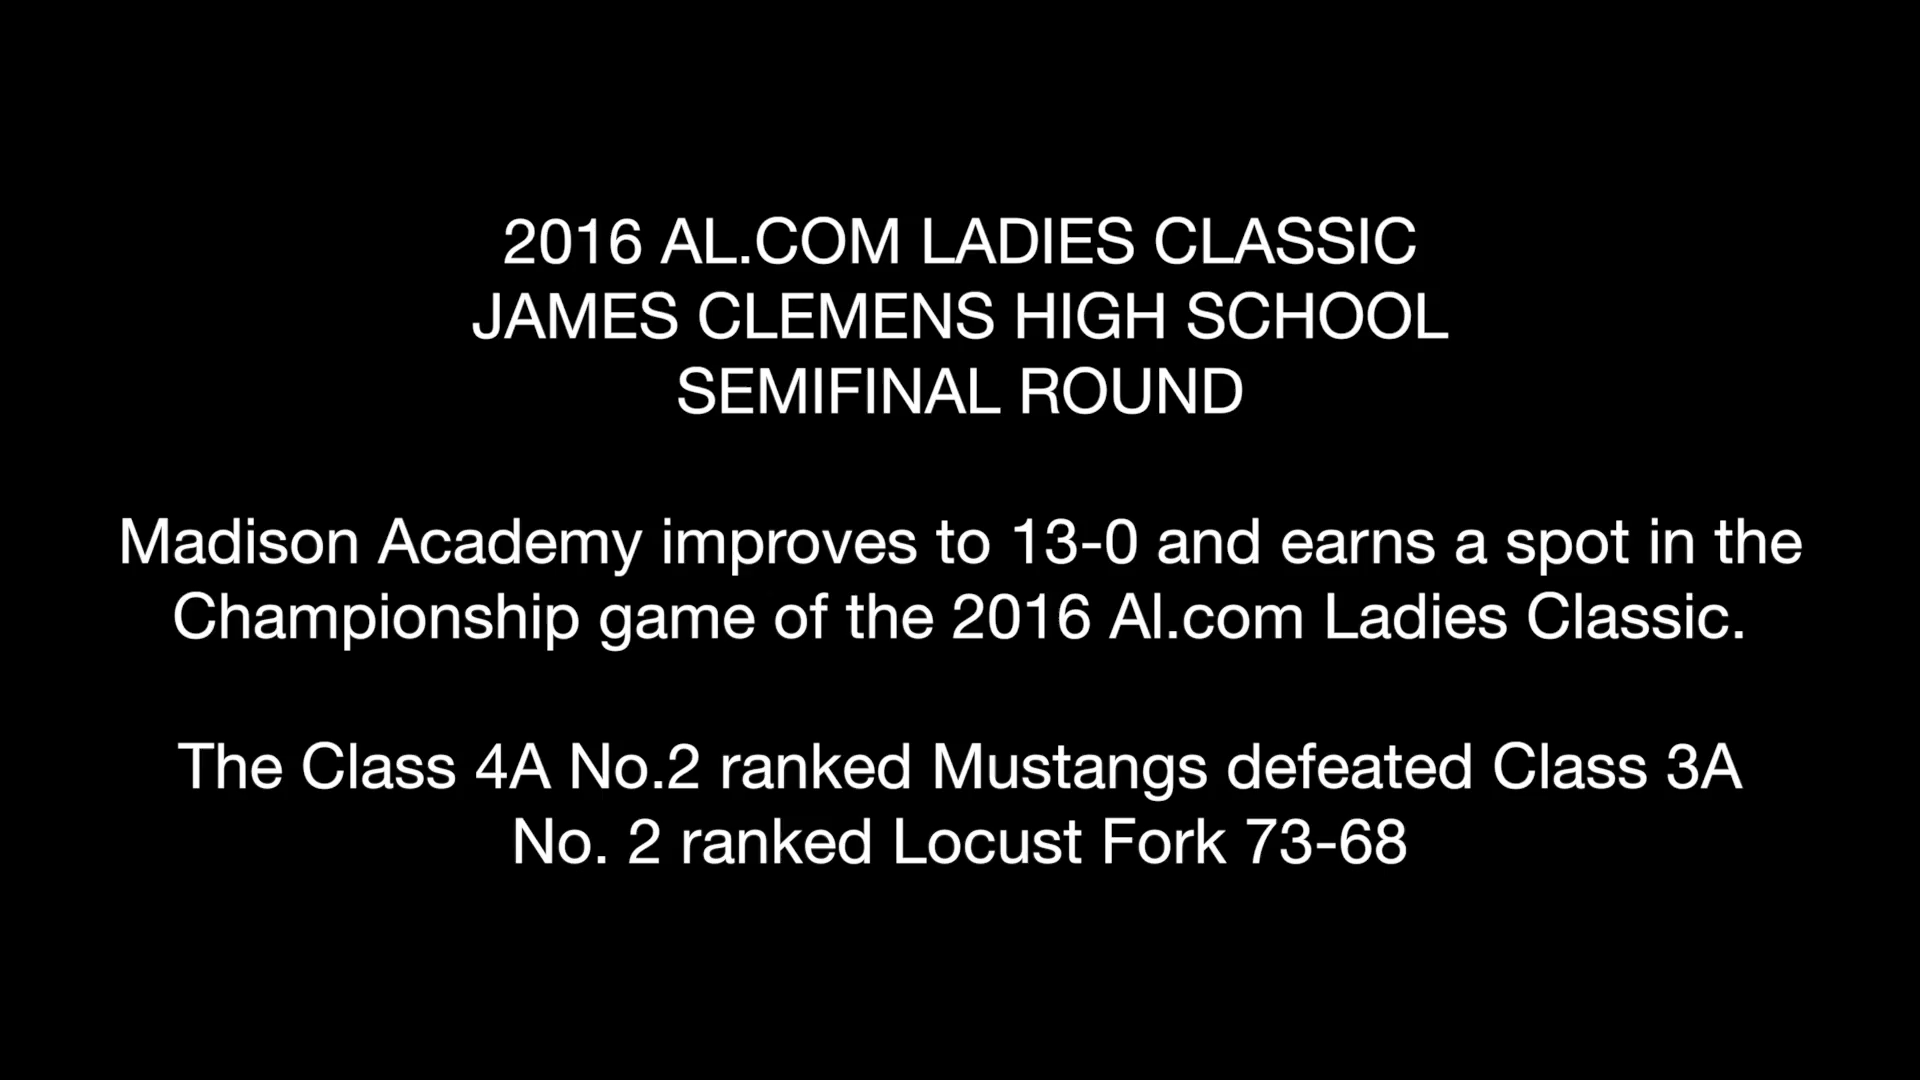 2016 AL.COM LADIES CLASSIC
JAMES CLEMENS HIGH SCHOOL
SEMIFINAL ROUND
Madison Academy improves to 13-0 and earns a spot in the
Championship game of the 2016 Al.com Ladies Classic.
The Class 4A No.2 ranked Mustangs defeated Class 3A
No. 2 ranked Locust Fork 73-68